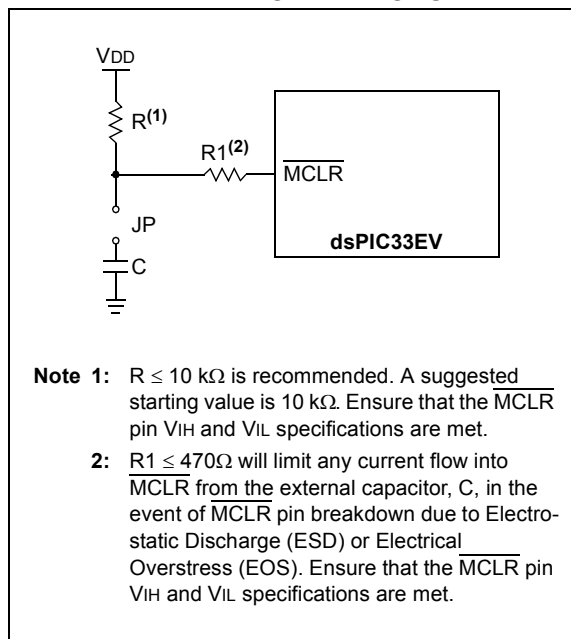 VDD
R(1)
R1(2)
MCLR
JP
dsPIC33EV
C
Note 1: R ≤ 10 kΩ is recommended. A suggested
starting value is 10 kΩ. Ensure that the MCLR
pin VIH and VIL specifications are met.
2: R1 ≤ 470Ω will limit any current flow into
MCLR from the external capacitor, C, in the
event of MCLR pin breakdown due to Electro-
static Discharge (ESD) or Electrical
Overstress (EOS). Ensure that the MCLR pin
VIH and VIL specifications are met.